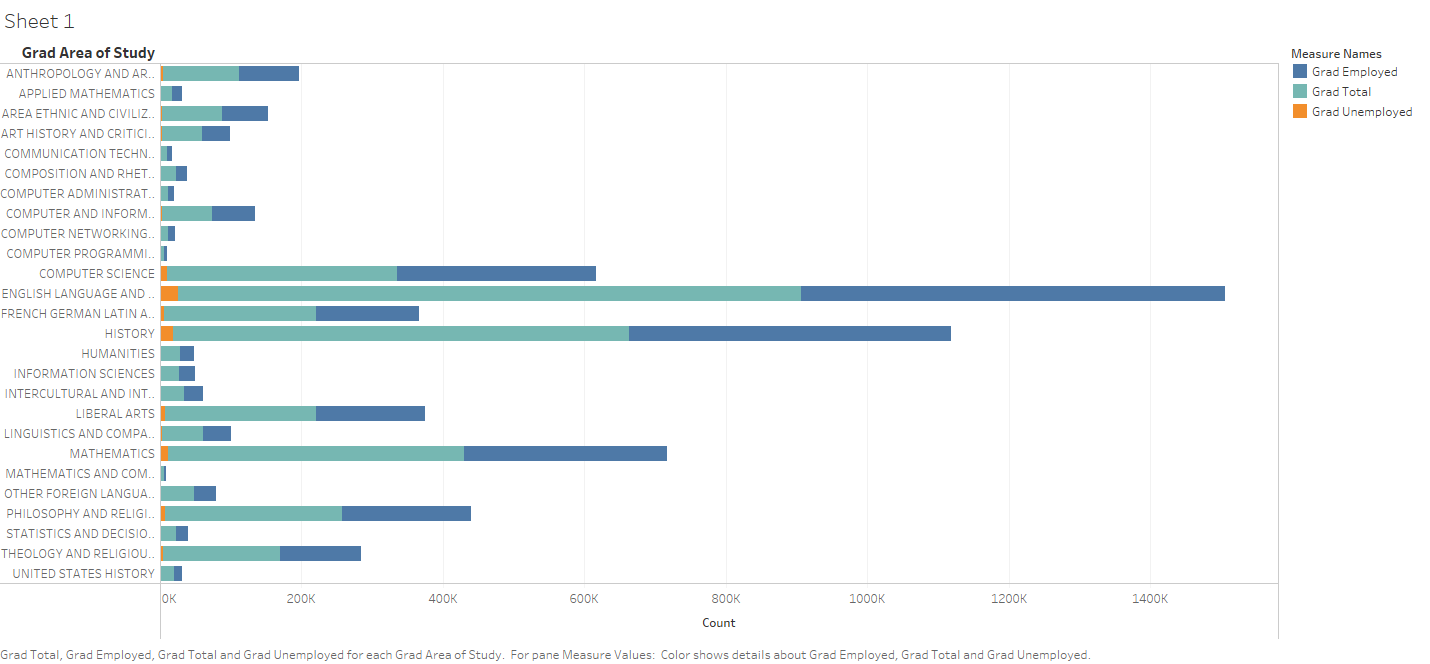 Sheet 1
Grad Area of Study
ANTHROPOLOGY AND AR..
APPLIED MATHEMATICS
AREA ETHNIC AND CIVILIZ..
ART HISTORY AND CRITICI..
COMMUNICATION TECHN..
COMPOSITION AND RHET..
COMPUTER ADMINISTRAT..
COMPUTER AND INFORM..
COMPUTER NETWORKING..
COMPUTER PROGRAMMI..
COMPUTER SCIENCE
ENGLISH LANGUAGE AND ..
FRENCH GERMAN LATIN A..
HISTORY
HUMANITIES
INFORMATION SCIENCES
INTERCULTURAL AND INT..
LIBERAL ARTS
LINGUISTICS AND COMPA..
MATHEMATICS
MATHEMATICS AND COM..
OTHER FOREIGN LANGUA..
PHILOSOPHY AND RELIGI..
STATISTICS AND DECISIO..
THEOLOGY AND RELIGIOU..
UNITED STATES HISTORY
0K 200K 400K 600K 800K 1000K 1200K 1400K
Count
Measure Names
Grad Employed
Grad Total
Grad Unemployed
Grad Total, Grad Employed, Grad Total and Grad Unemployed for each Grad Area of Study.  For pane Measure Values:  Color shows details about Grad Employed, Grad Total and Grad Unemployed.